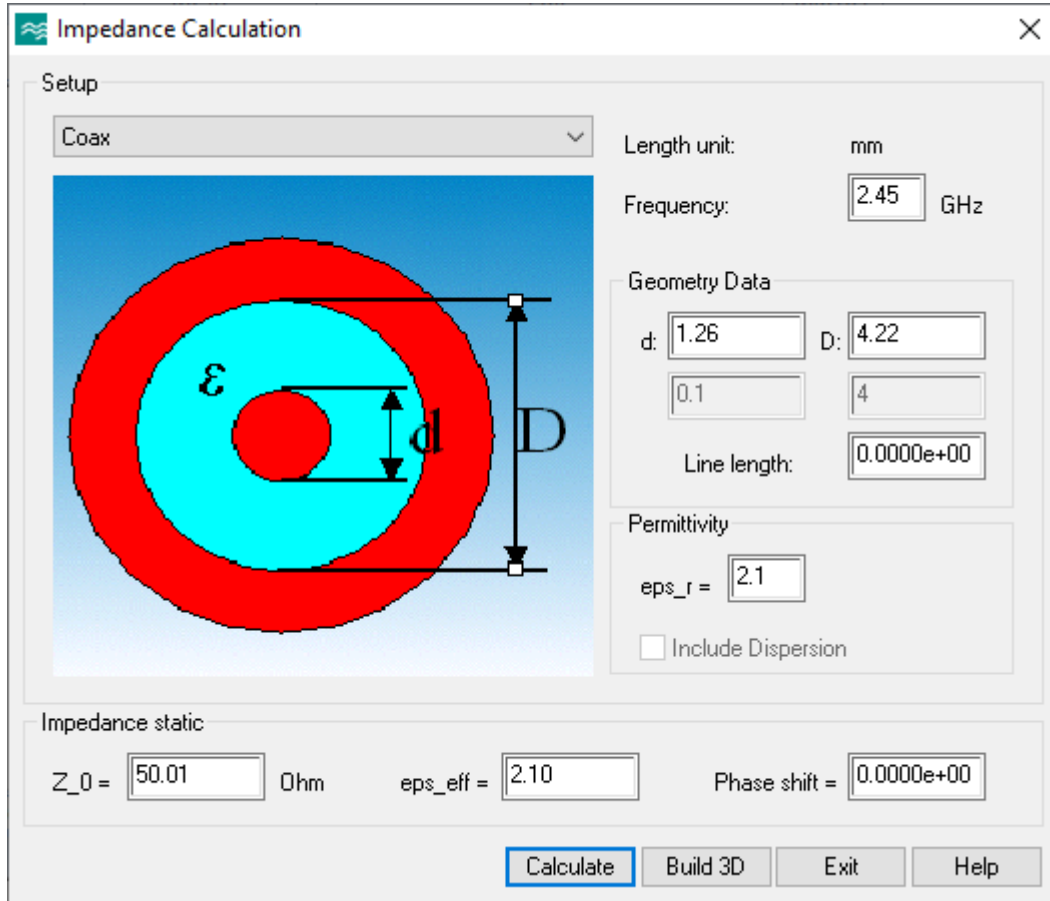 Impedance Calculation
Setup
Coax
Length unit: mm
Frequency: 2.45 GHz
ε
d
D
Geometry Data
d: 1.26 D: 4.22
0.1 4
Line length: 0.0000e+00
Permittivity
eps_r = 2.1
Include Dispersion
Impedance static
Z_0 = 50.01 Ohm eps_eff = 2.10 Phase shift = 0.0000e+00
Calculate Build 3D Exit Help